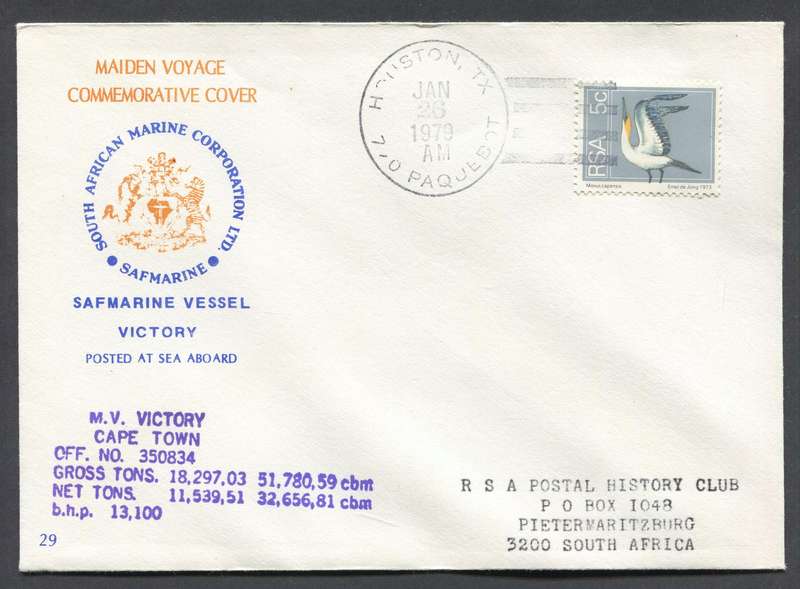 MAIDEN VOYAGE
COMMEMORATIVE COVER
SOUTH AFRICAN MARINE CORPORATION LTD.
SAFMARINE
SAFMARINE VESSEL
VICTORY
POSTED AT SEA ABOARD
M.V. VICTORY
CAPE TOWN
OFF. NO. 350834
GROSS TONS. 18,297,03 51,780,59 cbm
NET TONS. 11,539,51 32,656,81 cbm
b.h.p. 13,100
29
HOUSTON, TX
JAN
26
1979
AM
770 PAQUEBOT
RSA 5c
Morus capensis
Ernst de Jong 1973
R S A POSTAL HISTORY CLUB
P O BOX 1048
PIETERMARITZBURG
3200 SOUTH AFRICA